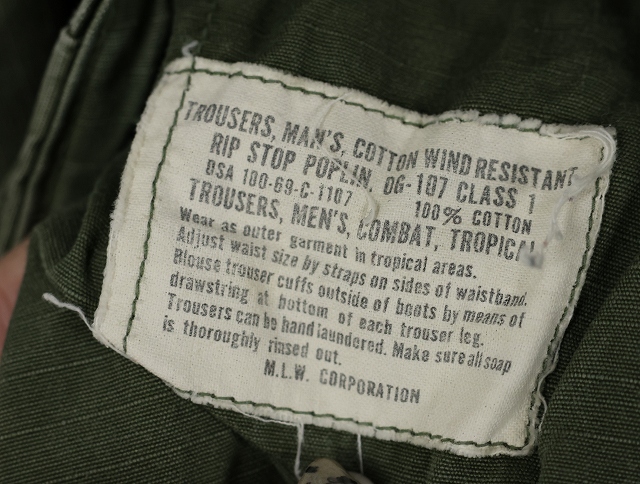 TROUSERS, MAN'S, COTTON WIND RESISTANT
RIP STOP POPLIN, OG-107 CLASS 1
DSA 100-69-C-1107 100% COTTON
TROUSERS, MEN'S, COMBAT, TROPICAL
Wear as outer garment in tropical areas.
Adjust waist size by straps on sides of waistband.
Blouse trouser cuffs outside of boots by means of
drawstring at bottom of each trouser leg.
Trousers can be hand laundered. Make sure all soap
is thoroughly rinsed out.
M.L.W. CORPORATION